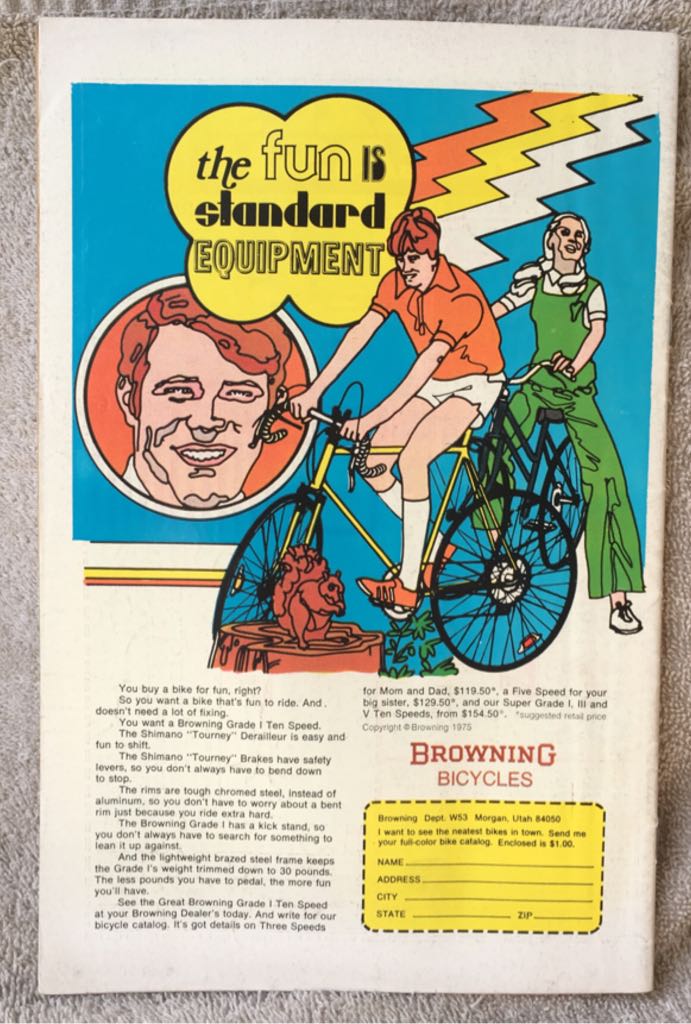 the fun IS
standard
EQUIPMENT
You buy a bike for fun, right?
So you want a bike that's fun to ride. And
doesn't need a lot of fixing.
You want a Browning Grade I Ten Speed.
The Shimano "Tourney" Derailleur is easy and
fun to shift.
The Shimano "Tourney" Brakes have safety
levers, so you don't always have to bend down
to stop.
The rims are tough chromed steel, instead of
aluminum, so you don't have to worry about a bent
rim just because you ride extra hard.
The Browning Grade I has a kick stand, so
you don't always have to search for something to
lean it up against.
And the lightweight brazed steel frame keeps
the Grade I's weight trimmed down to 30 pounds.
The less pounds you have to pedal, the more fun
you'll have.
See the Great Browning Grade I Ten Speed
at your Browning Dealer's today. And write for our
bicycle catalog. It's got details on Three Speeds
for Mom and Dad, $119.50*, a Five Speed for your
big sister, $129.50*, and our Super Grade I, III and
V Ten Speeds, from $154.50*. *suggested retail price
Copyright © Browning 1975
BROWNING
BICYCLES
Browning Dept. W53 Morgan, Utah 84050
I want to see the neatest bikes in town. Send me
your full-color bike catalog. Enclosed is $1.00.
NAME
ADDRESS
CITY
STATE ZIP